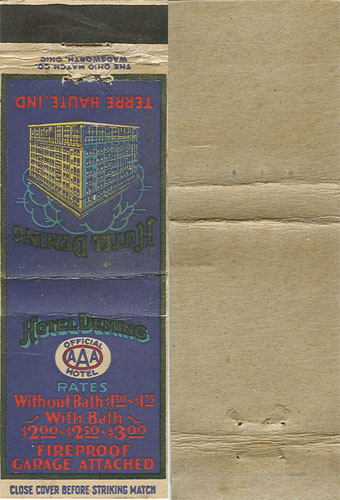 THE OHIO MATCH CO.
WADSWORTH, OHIO
TERRE HAUTE, IND.
HOTEL DEMING
HOTEL DEMING
OFFICIAL
AAA
HOTEL
RATES
Without Bath $1.50 - $1.75
With Bath
$2.00 - $2.50 - $3.00
FIREPROOF
GARAGE ATTACHED
CLOSE COVER BEFORE STRIKING MATCH